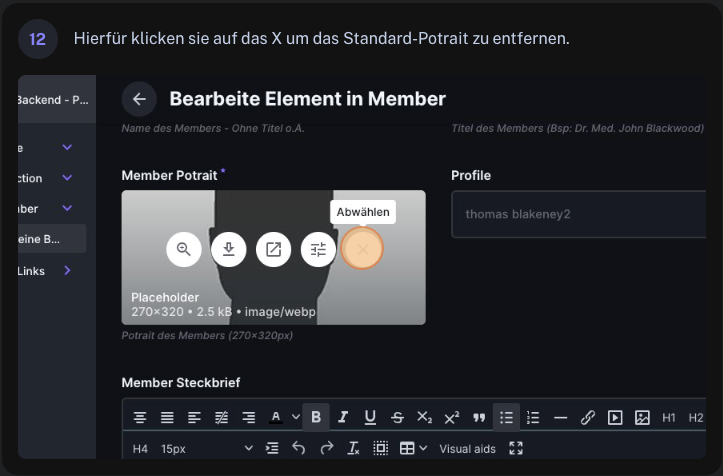 12
Hierfür klicken sie auf das X um das Standard-Potrait zu entfernen.
Backend - P...
Bearbeite Element in Member
Name des Members - Ohne Titel o.Ä.
Titel des Members (Bsp: Dr. Med. John Blackwood)
e
ction
ber
eine B...
Links
Member Potrait *
Profile
Abwählen
thomas blakeney2
Placeholder
270×320 • 2.5 kB • image/webp
Potrait des Members (270×320px)
Member Steckbrief
A B I U S X₂ X² H1 H2
H4 15px Visual aids